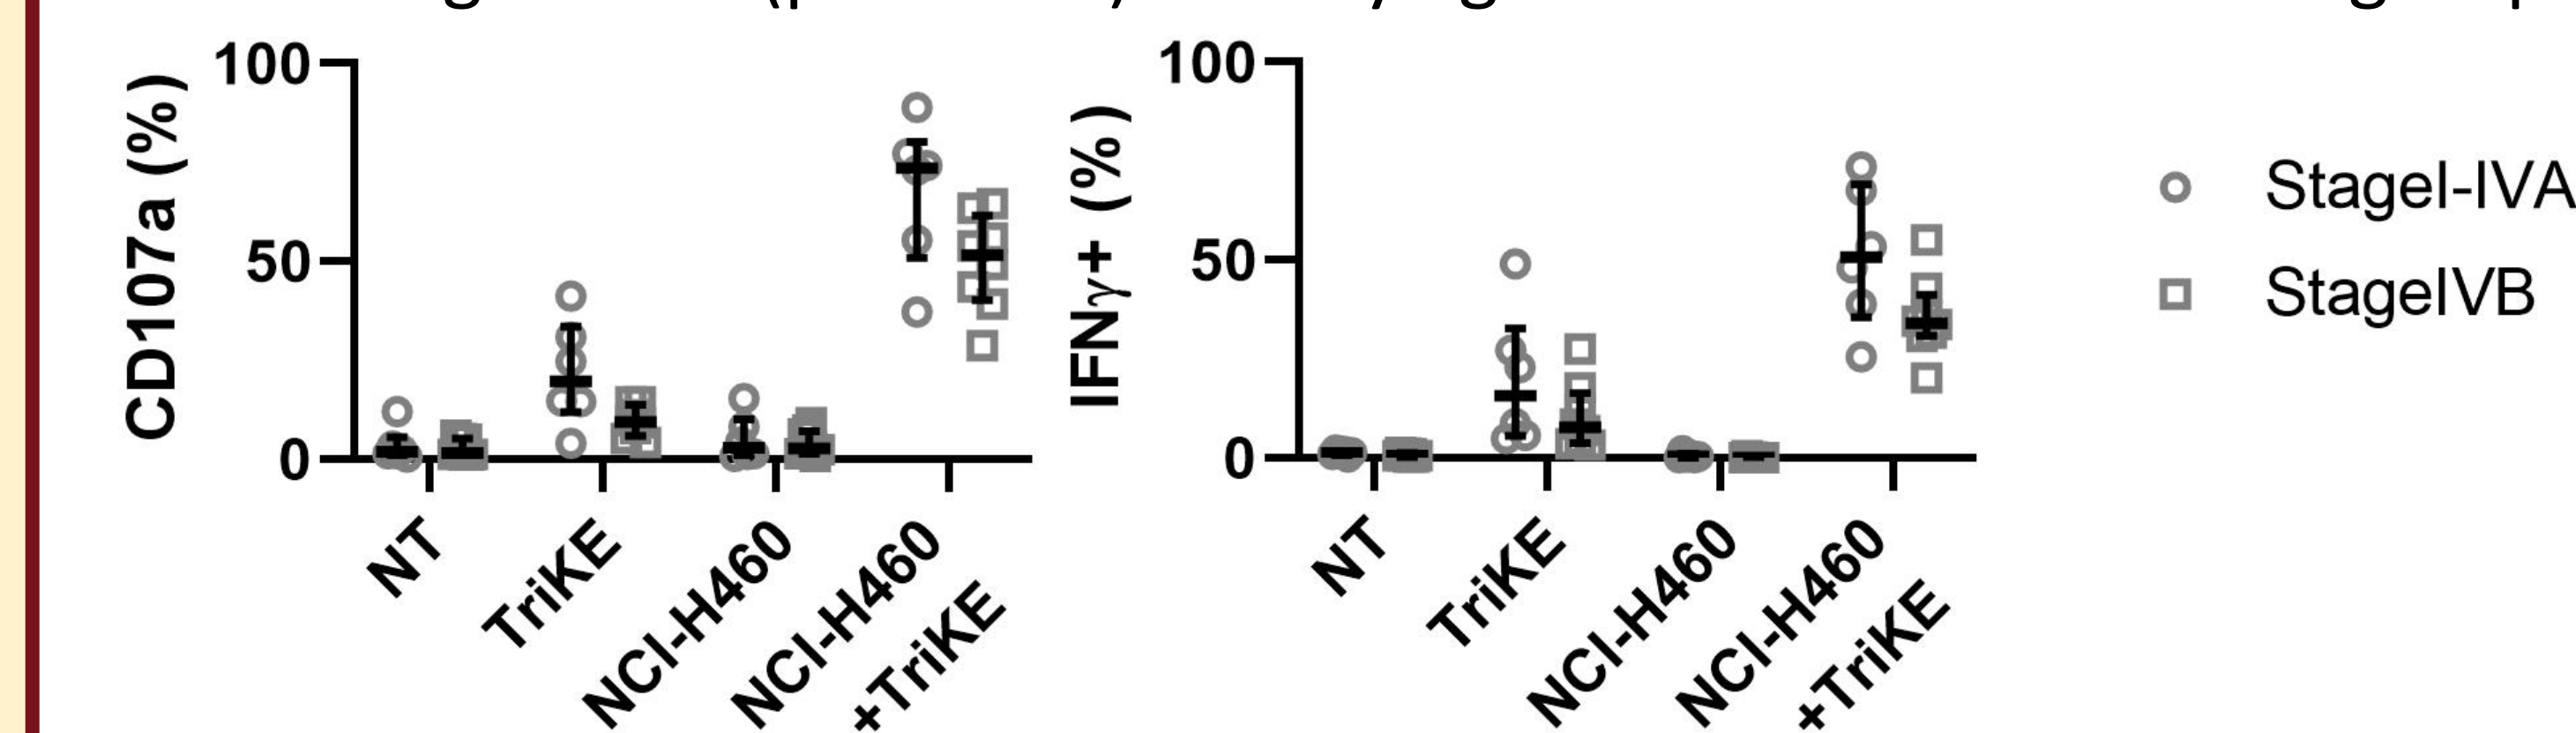 CD107a (%)
100
50
0
NT
TriKE
NCI-H460
NCI-H460
+TriKE
IFNγ+ (%)
100
50
0
NT
TriKE
NCI-H460
NCI-H460
+TriKE
StageI-IVA
StageIVB